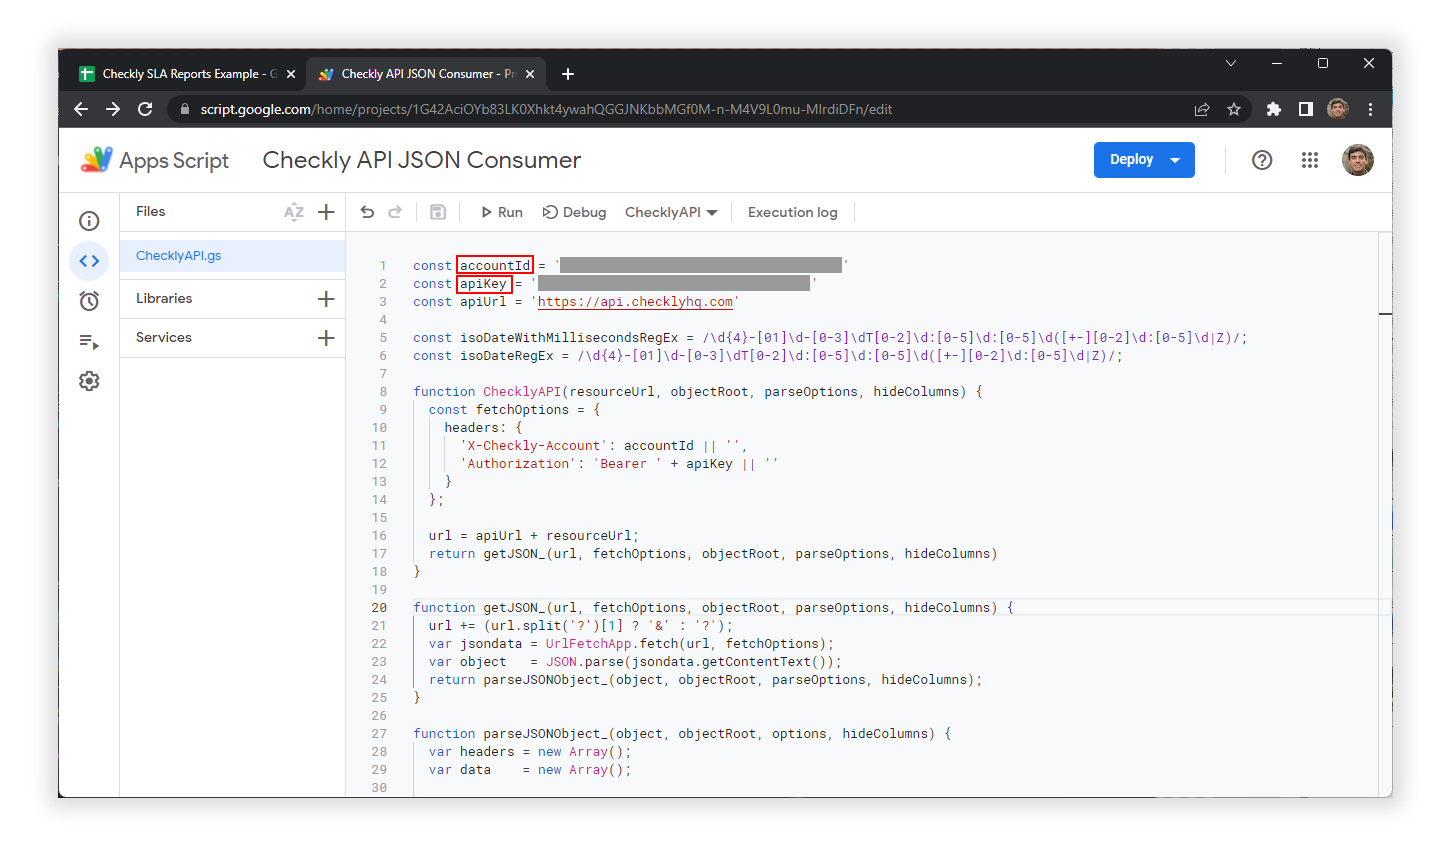 Checkly SLA Reports Example - G
Checkly API JSON Consumer - Pr
script.google.com/home/projects/1G42AciOYb83LK0Xhkt4ywahQGGJNKbbMGf0M-n-M4V9L0mu-MIrdiDFn/edit
Apps Script Checkly API JSON Consumer Deploy
Files AZ Run Debug ChecklyAPI Execution log
ChecklyAPI.gs
Libraries
Services
1 const accountId = ' '
2 const apiKey = ' '
3 const apiUrl = 'https://api.checklyhq.com'
4
5 const isoDateWithMillisecondsRegEx = /\d{4}-[01]\d-[0-3]\dT[0-2]\d:[0-5]\d:[0-5]\d([+-][0-2]\d:[0-5]\d|Z)/;
6 const isoDateRegEx = /\d{4}-[01]\d-[0-3]\dT[0-2]\d:[0-5]\d:[0-5]\d([+-][0-2]\d:[0-5]\d|Z)/;
7
8 function ChecklyAPI(resourceUrl, objectRoot, parseOptions, hideColumns) {
9 const fetchOptions = {
10 headers: {
11 'X-Checkly-Account': accountId || '',
12 'Authorization': 'Bearer ' + apiKey || ''
13 }
14 };
15
16 url = apiUrl + resourceUrl;
17 return getJSON_(url, fetchOptions, objectRoot, parseOptions, hideColumns)
18 }
19
20 function getJSON_(url, fetchOptions, objectRoot, parseOptions, hideColumns) {
21 url += (url.split('?')[1] ? '&' : '?');
22 var jsondata = UrlFetchApp.fetch(url, fetchOptions);
23 var object = JSON.parse(jsondata.getContentText());
24 return parseJSONObject_(object, objectRoot, parseOptions, hideColumns);
25 }
26
27 function parseJSONObject_(object, objectRoot, options, hideColumns) {
28 var headers = new Array();
29 var data = new Array();
30